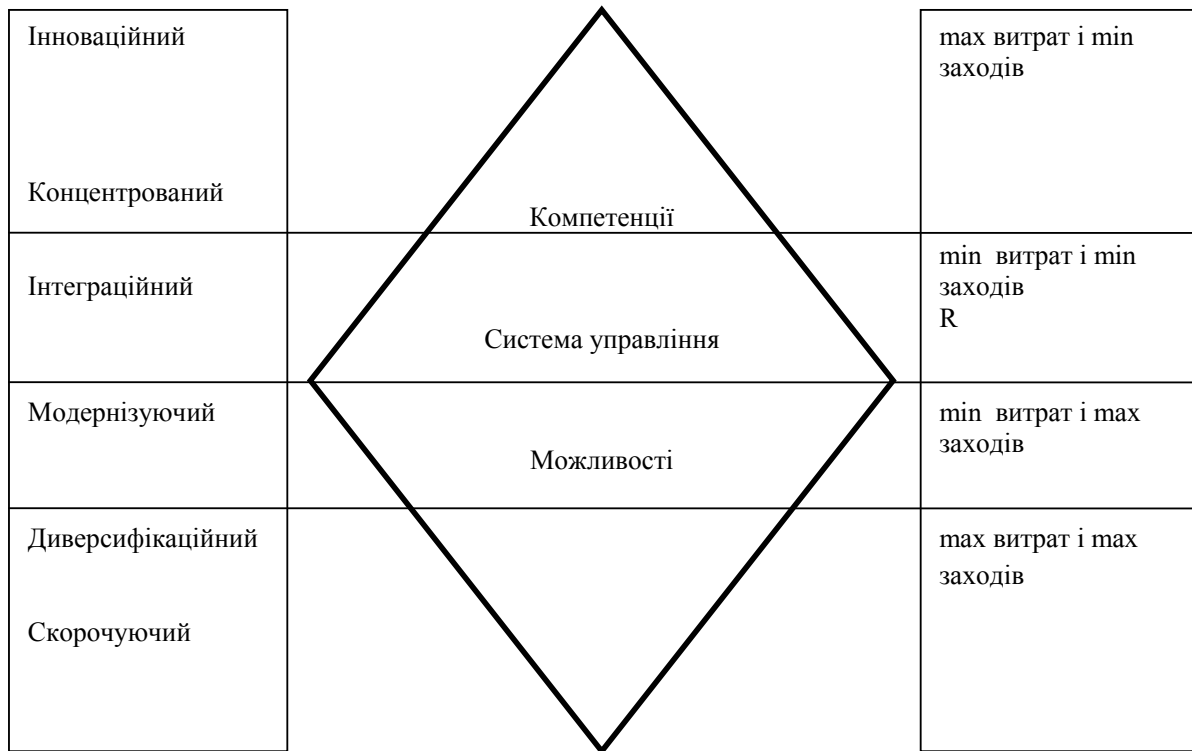 Інноваційний
Концентрований
Компетенції
max витрат і min
заходів
Інтеграційний
Система управління
min  витрат і min
заходів
R
Модернізуючий
Можливості
min  витрат і max
заходів
Диверсифікаційний
Скорочуючий
max витрат і max
заходів